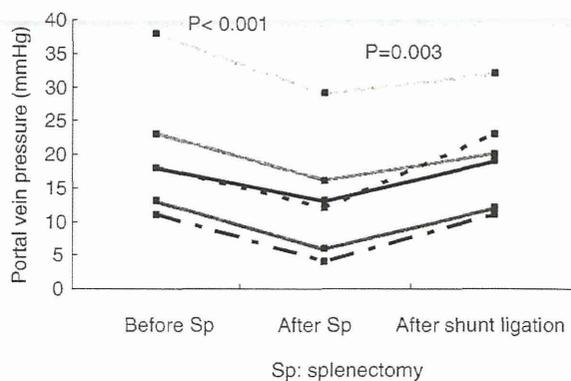 40
35
30
25
20
15
10
5
0
Portal vein pressure (mmHg)
P< 0.001
P=0.003
Before Sp
After Sp
After shunt ligation
Sp: splenectomy